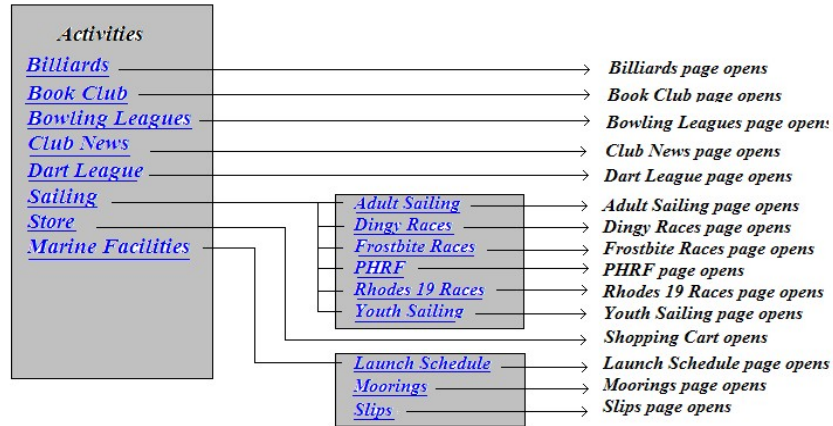 Activities
Billiards
Book Club
Bowling Leagues
Club News
Dart League
Sailing
Store
Marine Facilities
Adult Sailing
Dingy Races
Frostbite Races
PHRF
Rhodes 19 Races
Youth Sailing
Launch Schedule
Moorings
Slips
Billiards page opens
Book Club page opens
Bowling Leagues page opens
Club News page opens
Dart League page opens
Adult Sailing page opens
Dingy Races page opens
Frostbite Races page opens
PHRF page opens
Rhodes 19 Races page opens
Youth Sailing page opens
Shopping Cart opens
Launch Schedule page opens
Moorings page opens
Slips page opens